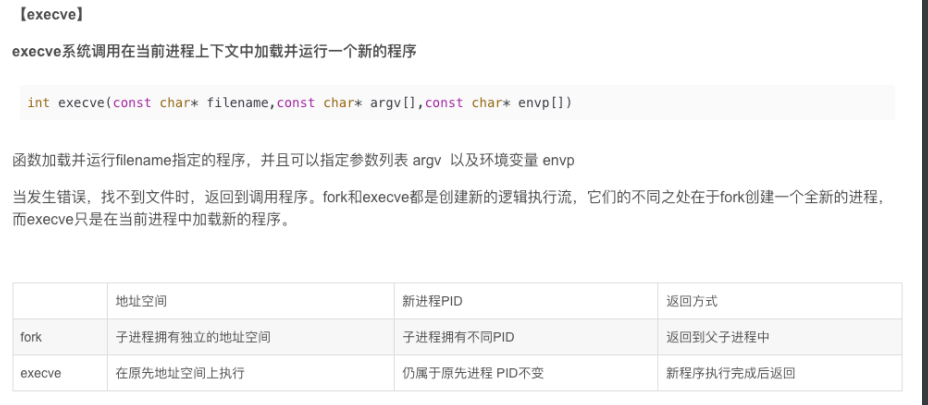 【execve】
execve系统调用在当前进程上下文中加载并运行一个新的程序
int execve(const char* filename,const char* argv[],const char* envp[])
函数加载并运行filename指定的程序，并且可以指定参数列表 argv 以及环境变量 envp
当发生错误，找不到文件时，返回到调用程序。fork和execve都是创建新的逻辑执行流，它们的不同之处在于fork创建一个全新的进程，
而execve只是在当前进程中加载新的程序。
地址空间 新进程PID 返回方式
fork 子进程拥有独立的地址空间 子进程拥有不同PID 返回到父子进程中
execve 在原先地址空间上执行 仍属于原先进程 PID不变 新程序执行完成后返回